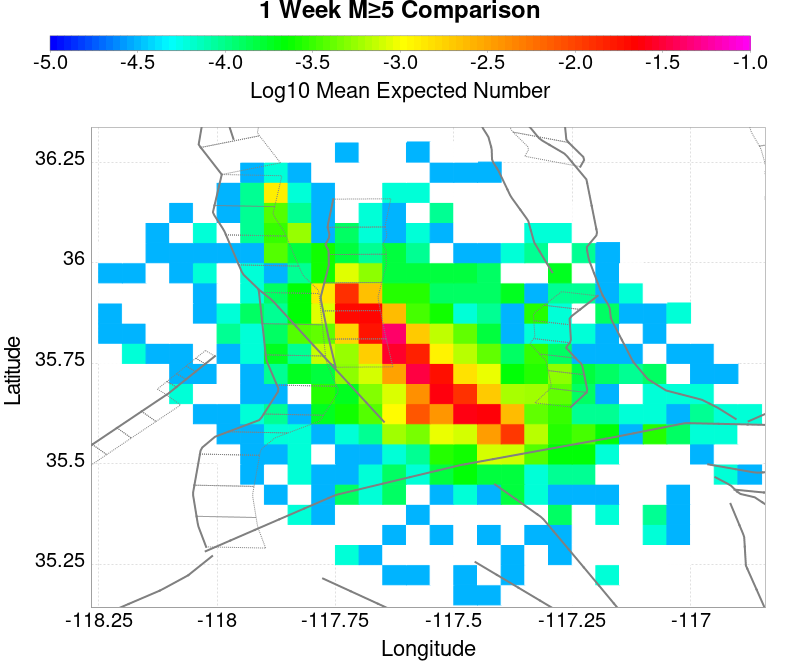 1 Week M≥5 Comparison
-5.0 -4.5 -4.0 -3.5 -3.0 -2.5 -2.0 -1.5 -1.0
Log10 Mean Expected Number
36.25
36
35.75
35.5
35.25
Latitude
-118.25 -118 -117.75 -117.5 -117.25 -117
Longitude